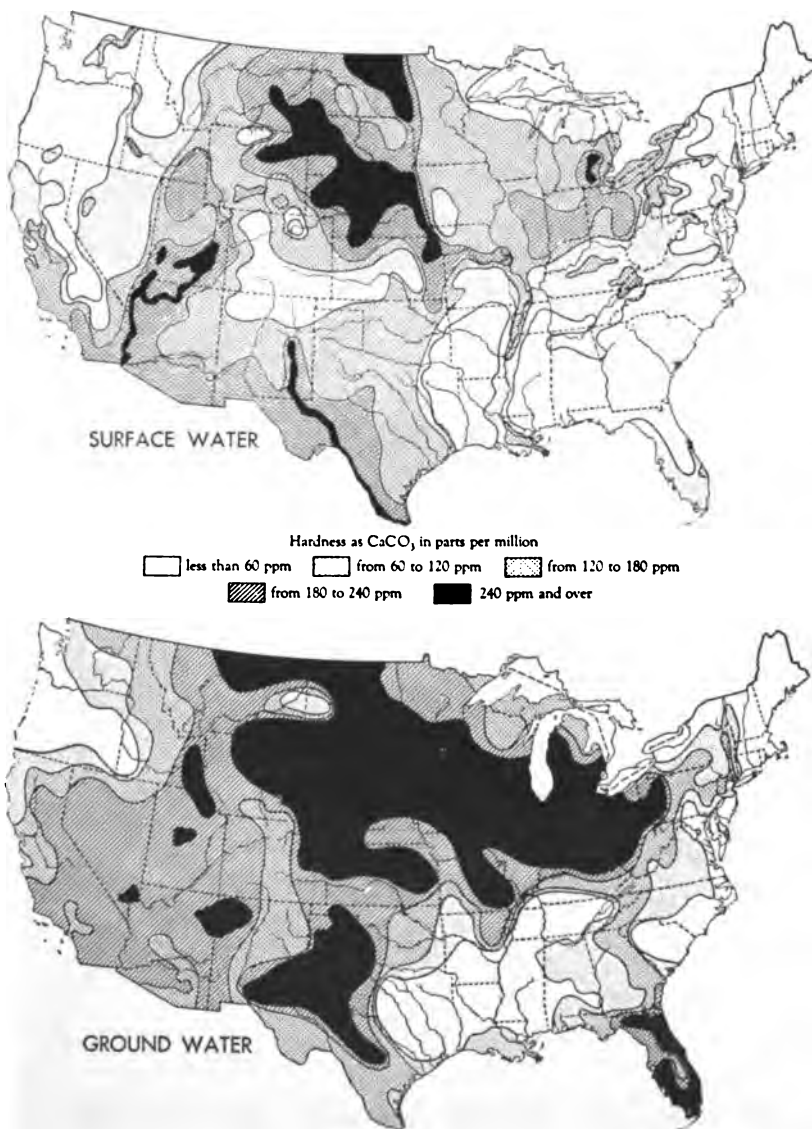 SURFACE WATER
Hardness as CaCO₃ in parts per million
less than 60 ppm from 60 to 120 ppm from 120 to 180 ppm
from 180 to 240 ppm 240 ppm and over
GROUND WATER